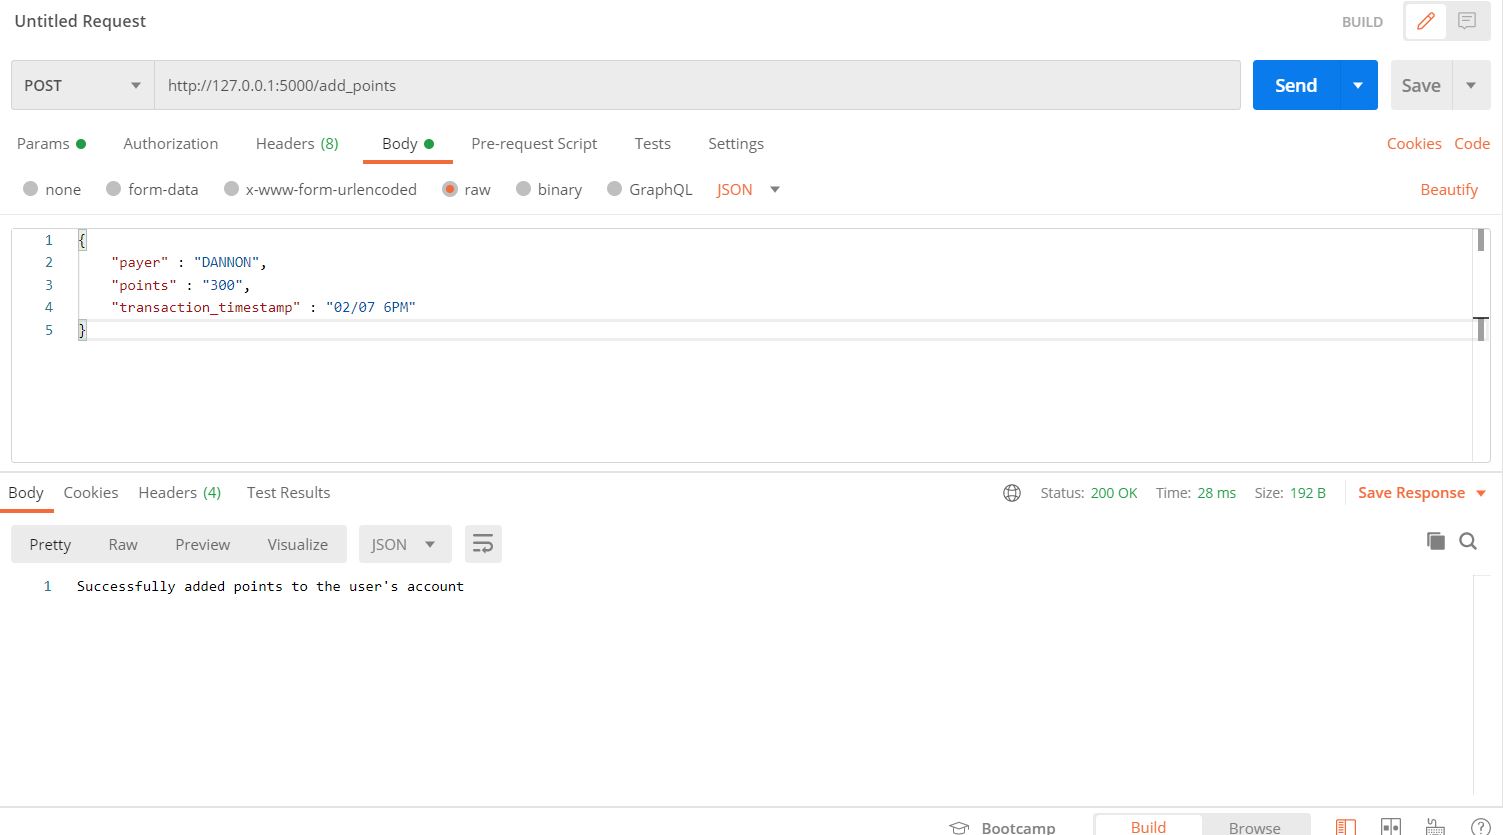 Untitled Request
BUILD
POST
http://127.0.0.1:5000/add_points
Send
Save
Params
Authorization
Headers (8)
Body
Pre-request Script
Tests
Settings
Cookies
Code
none
form-data
x-www-form-urlencoded
raw
binary
GraphQL
JSON
Beautify
1 {
2 "payer" : "DANNON",
3 "points" : "300",
4 "transaction_timestamp" : "02/07 6PM"
5 }
Body
Cookies
Headers (4)
Test Results
Status: 200 OK
Time: 28 ms
Size: 192 B
Save Response
Pretty
Raw
Preview
Visualize
JSON
1 Successfully added points to the user's account
Bootcamp
Build
Browse